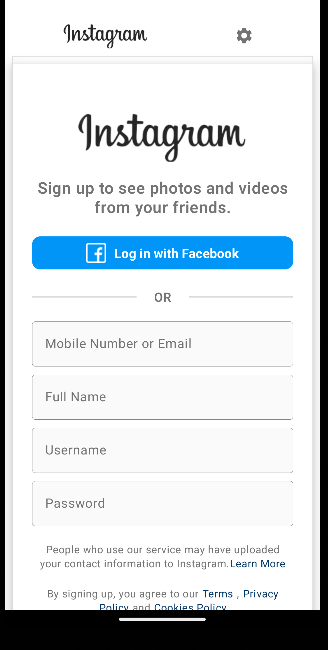 Instagram
Instagram
Sign up to see photos and videos
from your friends.
Log in with Facebook
OR
Mobile Number or Email
Full Name
Username
Password
People who use our service may have uploaded
your contact information to Instagram.Learn More
By signing up, you agree to our Terms , Privacy
Policy and Cookies Policy